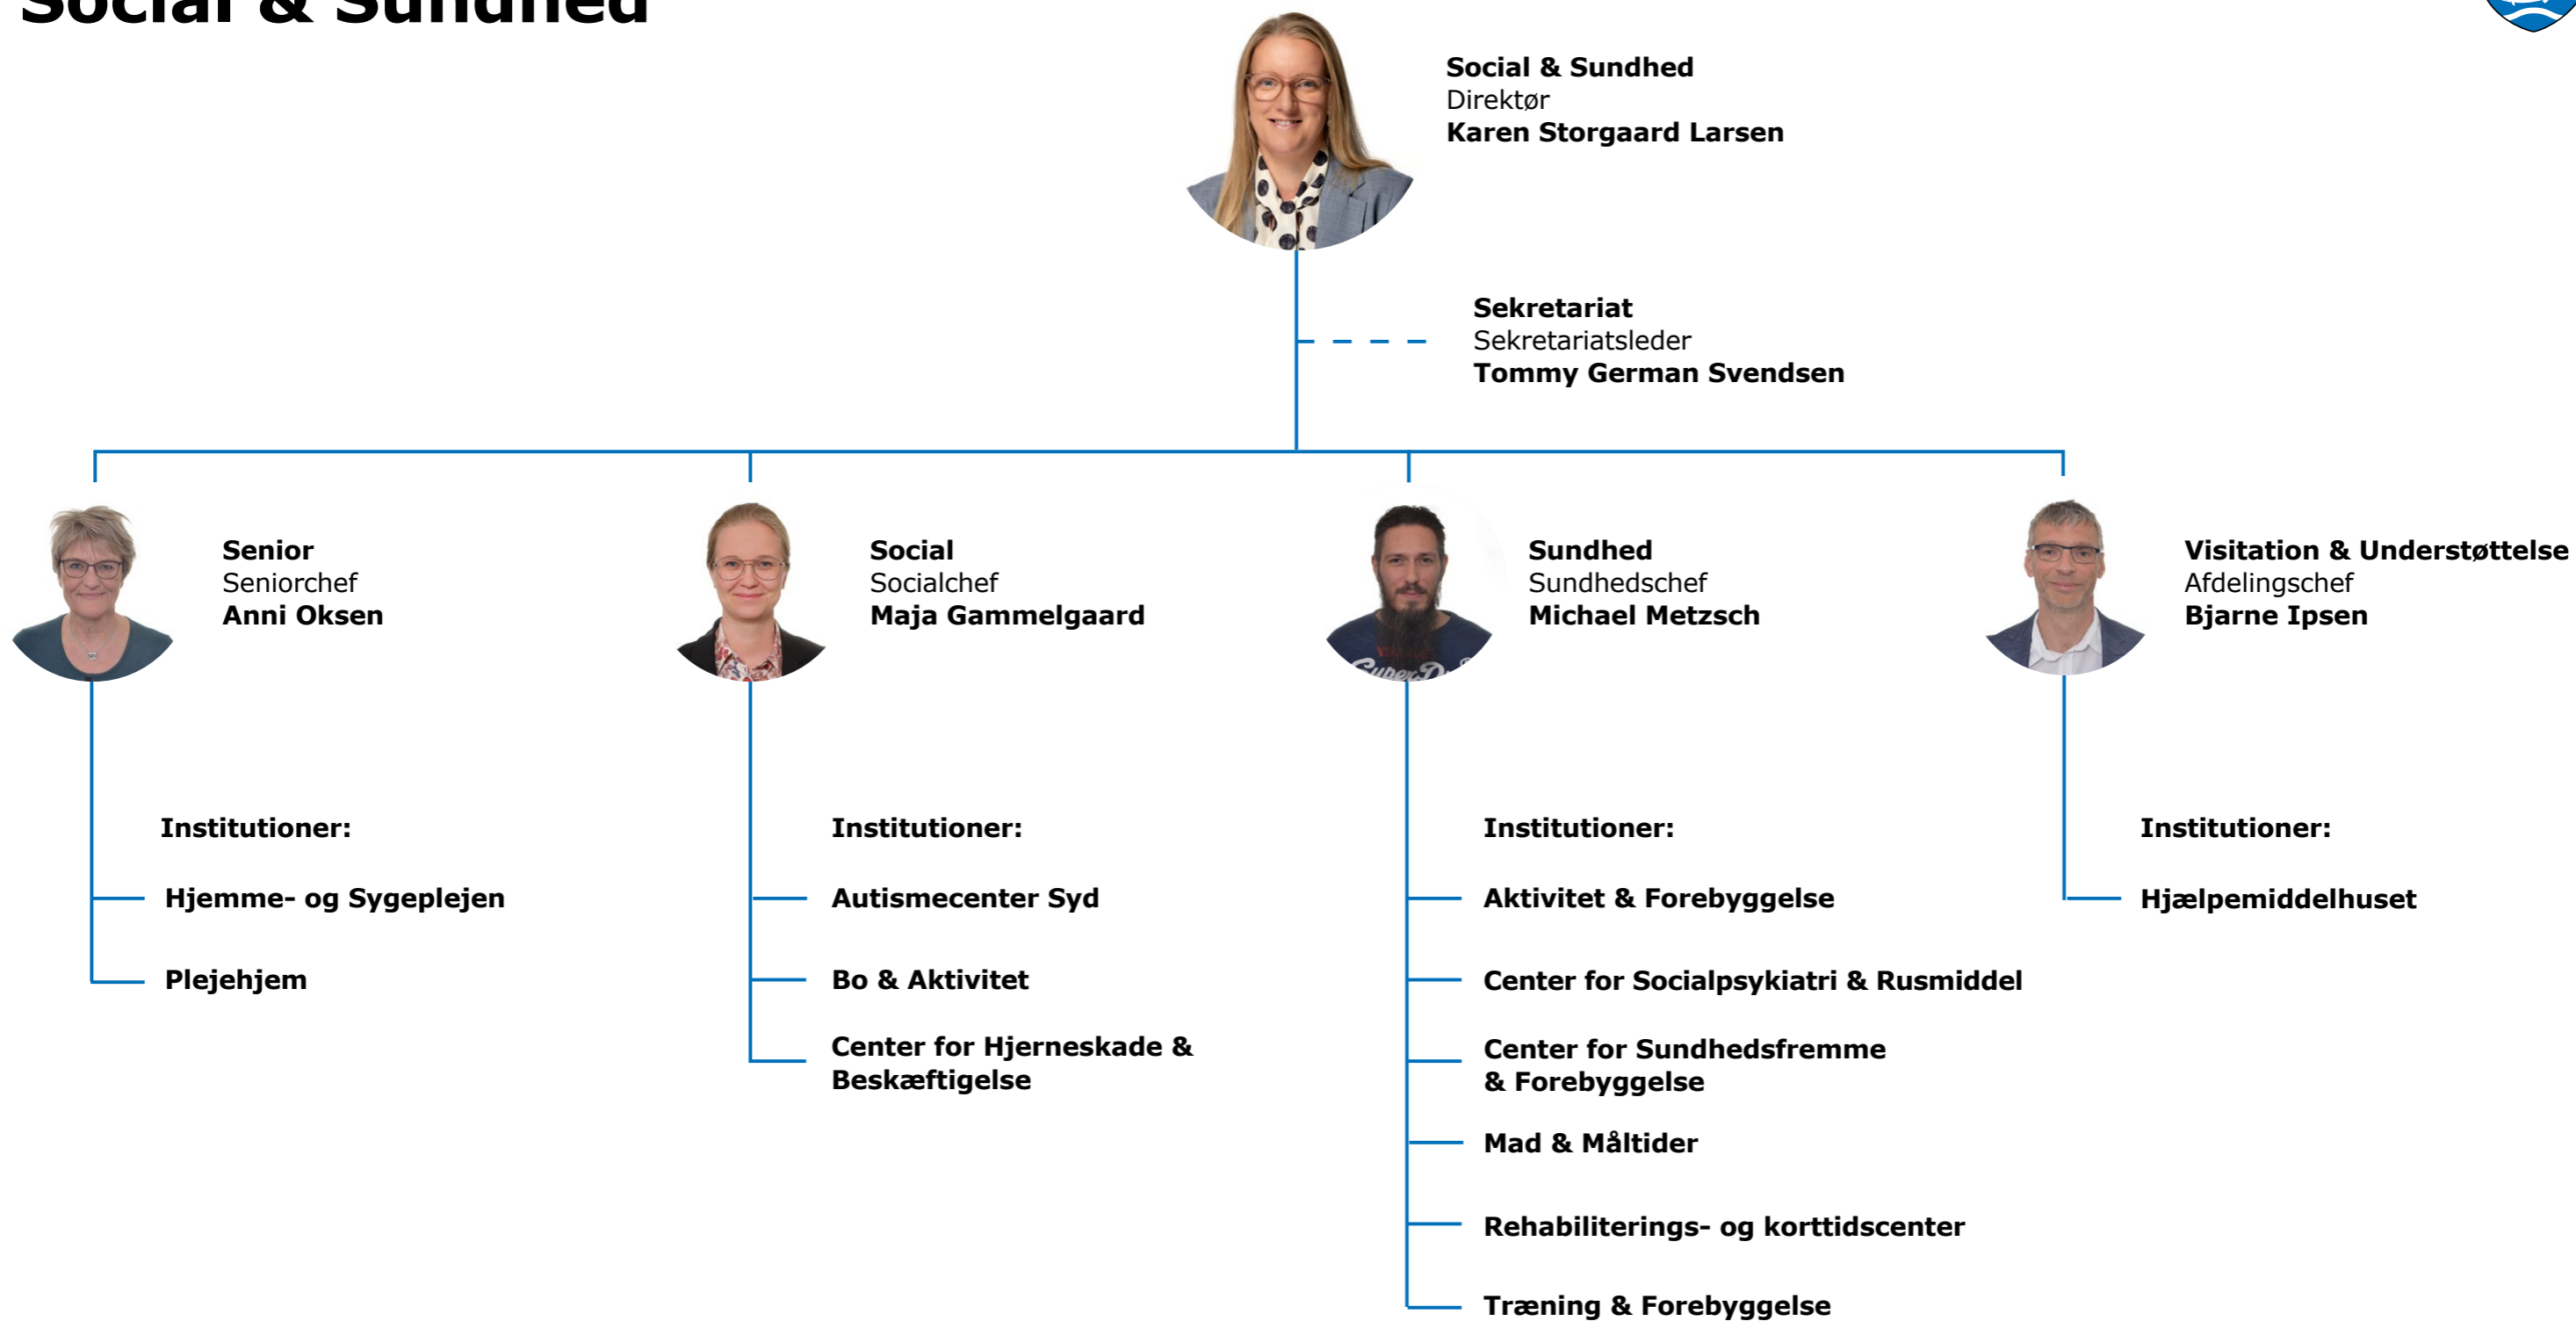 Social & Sundhed
Social & Sundhed
Direktør
Karen Storgaard Larsen
Sekretariat
Sekretariatsleder
Tommy German Svendsen
Senior
Seniorchef
Anni Oksen
Social
Socialchef
Maja Gammelgaard
Sundhed
Sundhedschef
Michael Metzsch
Visitation & Understøttelse
Afdelingschef
Bjarne Ipsen
Institutioner:
Hjemme- og Sygeplejen
Plejehjem
Institutioner:
Autismecenter Syd
Bo & Aktivitet
Center for Hjerneskade &
Beskæftigelse
Institutioner:
Aktivitet & Forebyggelse
Center for Socialpsykiatri & Rusmiddel
Center for Sundhedsfremme
& Forebyggelse
Mad & Måltider
Rehabiliterings- og korttidscenter
Træning & Forebyggelse
Institutioner:
Hjælpemiddelhuset